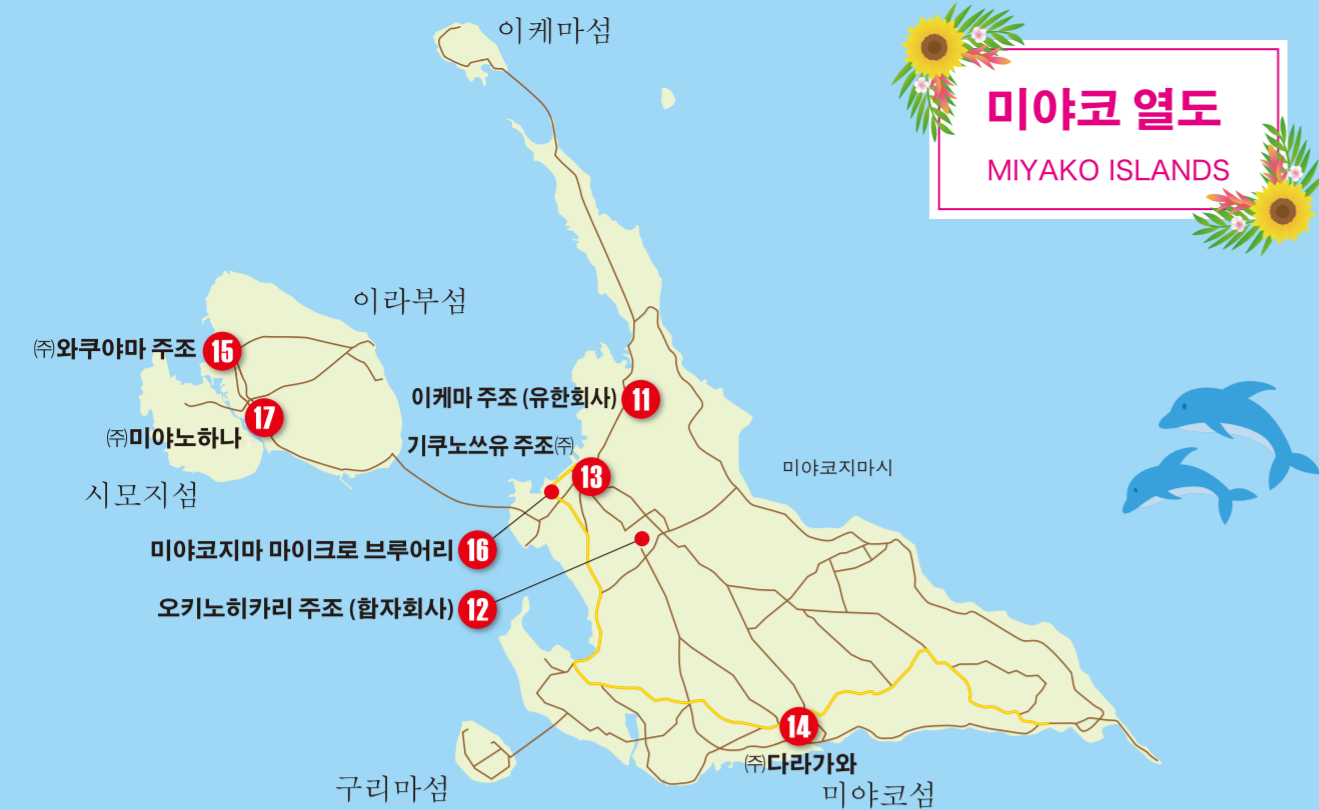 이케마섬
미야코 열도
MIYAKO ISLANDS
이라부섬
㈜와쿠야마 주조 15
이케마 주조 (유한회사) 11
17
㈜미야노하나
기쿠노쓰유 주조㈜
13
미야코지마시
시모지섬
미야코지마 마이크로 브루어리 16
오키노히카리 주조 (합자회사) 12
14
㈜다라가와
구리마섬
미야코섬